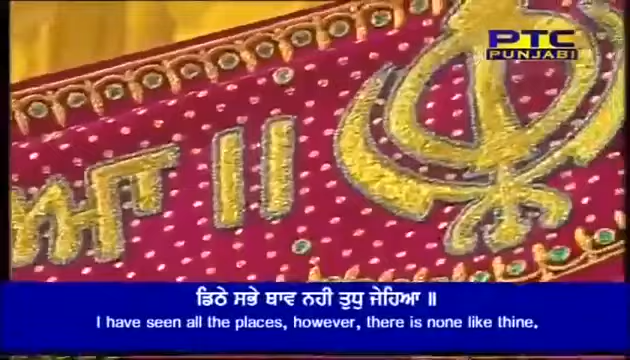 PTC
PUNJABI
ਆ॥
ਡਿਠੇ ਸਭੇ ਥਾਵ ਨਹੀ ਤੁਧੁ ਜੇਹਿਆ ॥
I have seen all the places, however, there is none like thine.